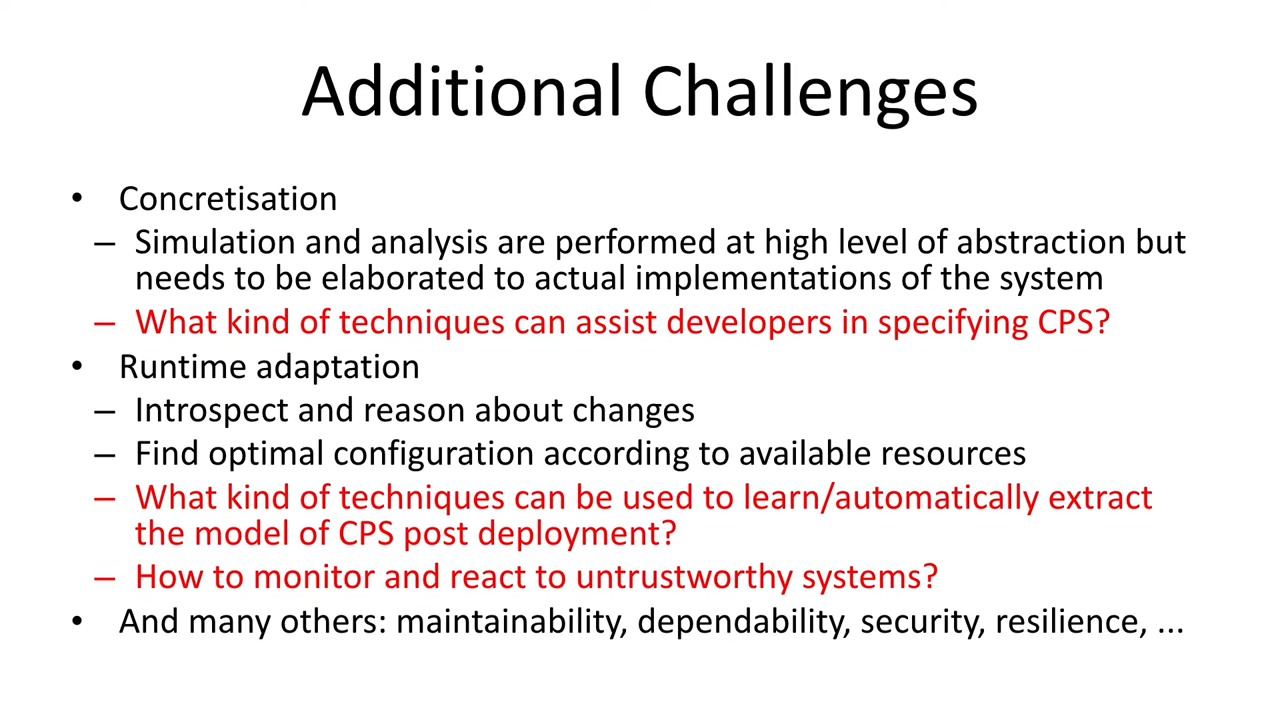 Additional Challenges
• Concretisation
– Simulation and analysis are performed at high level of abstraction but
needs to be elaborated to actual implementations of the system
– What kind of techniques can assist developers in specifying CPS?
• Runtime adaptation
– Introspect and reason about changes
– Find optimal configuration according to available resources
– What kind of techniques can be used to learn/automatically extract
the model of CPS post deployment?
– How to monitor and react to untrustworthy systems?
• And many others: maintainability, dependability, security, resilience, ...